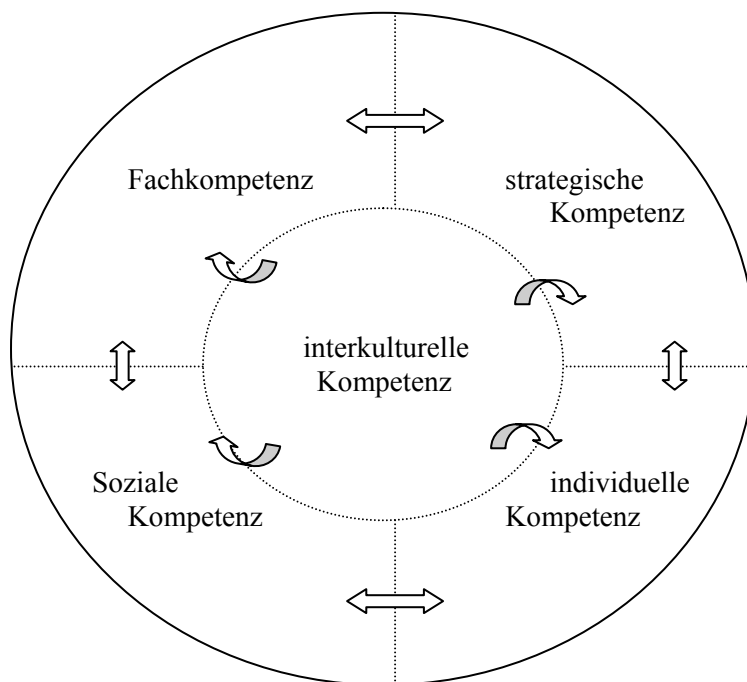 Fachkompetenz
strategische
Kompetenz
interkulturelle
Kompetenz
Soziale
Kompetenz
individuelle
Kompetenz